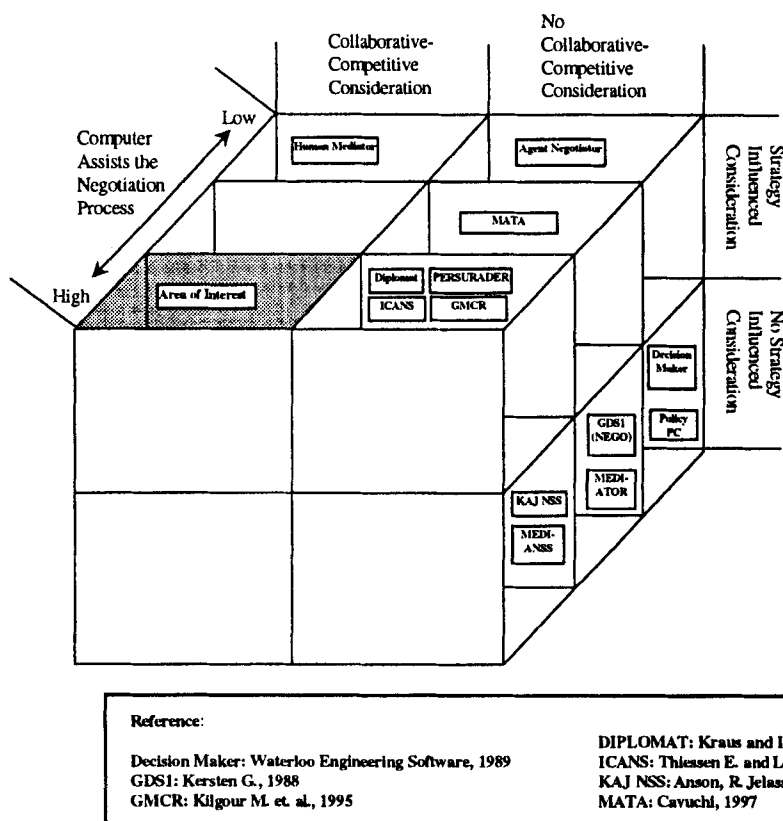 Collaborative-
Competitive
Consideration
No
Collaborative-
Competitive
Consideration
Low
Computer
Assists the
Negotiation
Process
High
Human Mediator
Agent Negotiator
MATA
Area of Interest
Diplomat
PERSURADER
ICANS
GMCR
Strategy
Influenced
Consideration
No Strategy
Influenced
Consideration
Decision
Maker
Policy
PC
GDS1
(NEGO)
MEDI-
ATOR
KAJ NSS
MEDI-
ANSS
Reference:
Decision Maker: Waterloo Engineering Software, 1989
GDS1: Kersten G., 1988
GMCR: Kilgour M. et. al., 1995
DIPLOMAT: Kraus and
ICANS: Thiessen E. and
KAJ NSS: Anson, R.
MATA: Cavuchi, 1997